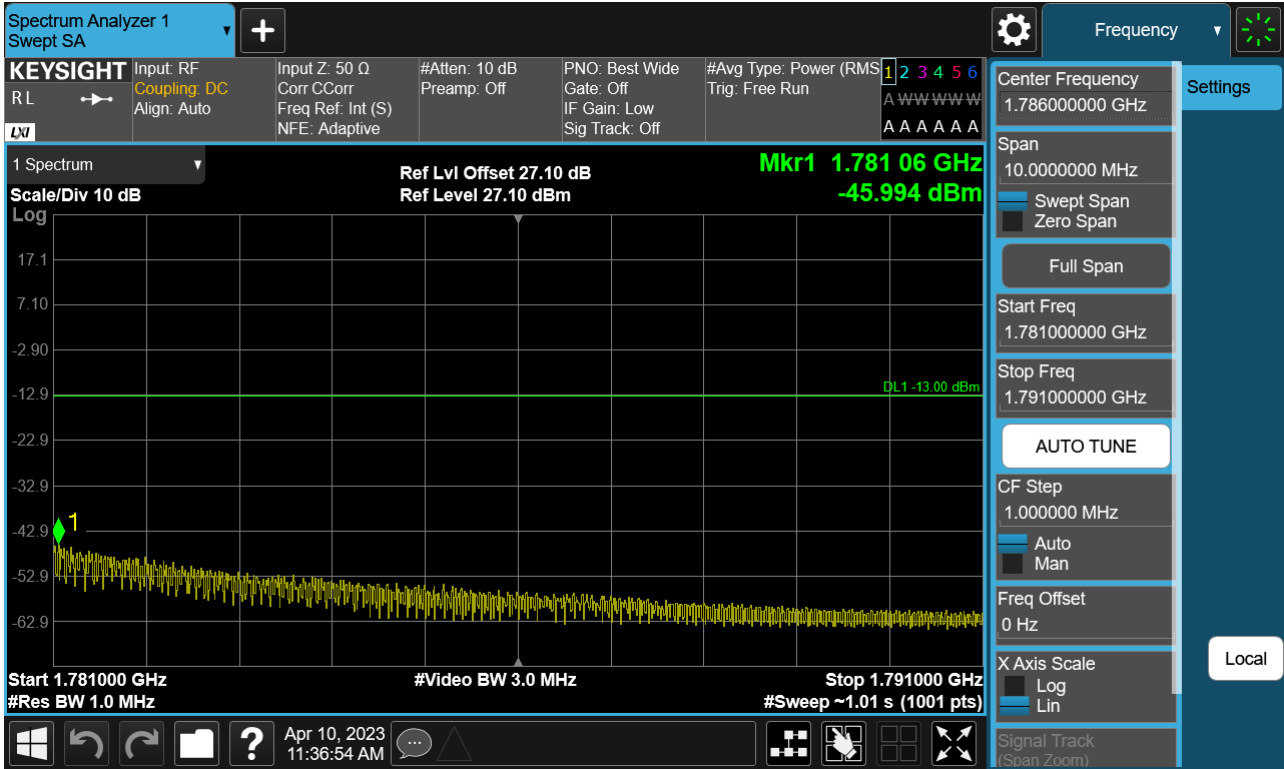 Spectrum Analyzer 1
Swept SA
+
Frequency
KEYSIGHT
R L
LXI
Input: RF
Coupling: DC
Align: Auto
Input Z: 50 Ω
Corr CCorr
Freq Ref: Int (S)
NFE: Adaptive
#Atten: 10 dB
Preamp: Off
PNO: Best Wide
Gate: Off
IF Gain: Low
Sig Track: Off
#Avg Type: Power (RMS
Trig: Free Run
1 2 3 4 5 6
A W W W W W
A A A A A A
1 Spectrum
Scale/Div 10 dB
Log
Ref Lvl Offset 27.10 dB
Ref Level 27.10 dBm
Mkr1 1.781 06 GHz
-45.994 dBm
17.1
7.10
-2.90
-12.9
DL1 -13.00 dBm
-22.9
-32.9
1
-42.9
-52.9
-62.9
Start 1.781000 GHz
#Res BW 1.0 MHz
#Video BW 3.0 MHz
Stop 1.791000 GHz
#Sweep ~1.01 s (1001 pts)
Center Frequency
1.786000000 GHz
Span
10.0000000 MHz
Swept Span
Zero Span
Full Span
Start Freq
1.781000000 GHz
Stop Freq
1.791000000 GHz
AUTO TUNE
CF Step
1.000000 MHz
Auto
Man
Freq Offset
0 Hz
X Axis Scale
Log
Lin
Signal Track
(Span Zoom)
Settings
Local
?
Apr 10, 2023
11:36:54 AM